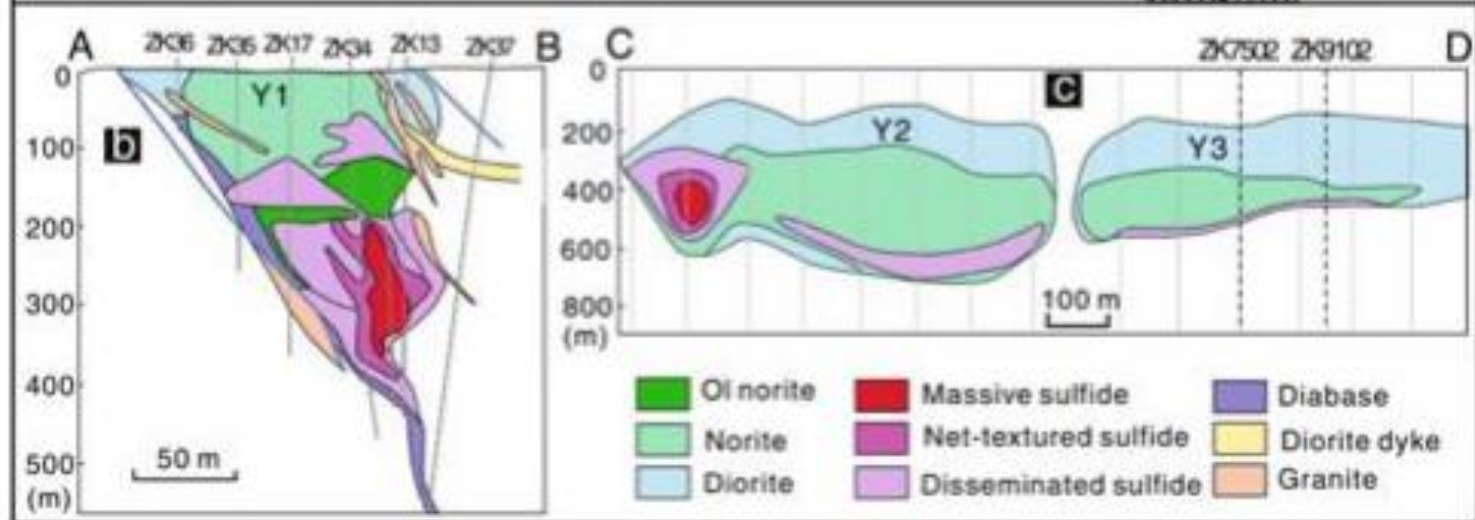 A ZK36 ZK35 ZK17 ZK34 ZK13 ZK37 B
0
100
200
300
400
500
(m)
Y1
b
50 m
C ZK7502 ZK9102 D
0
200
400
600
800
(m)
Y2
c
Y3
100 m
Ol norite
Massive sulfide
Diabase
Norite
Net-textured sulfide
Diorite dyke
Diorite
Disseminated sulfide
Granite